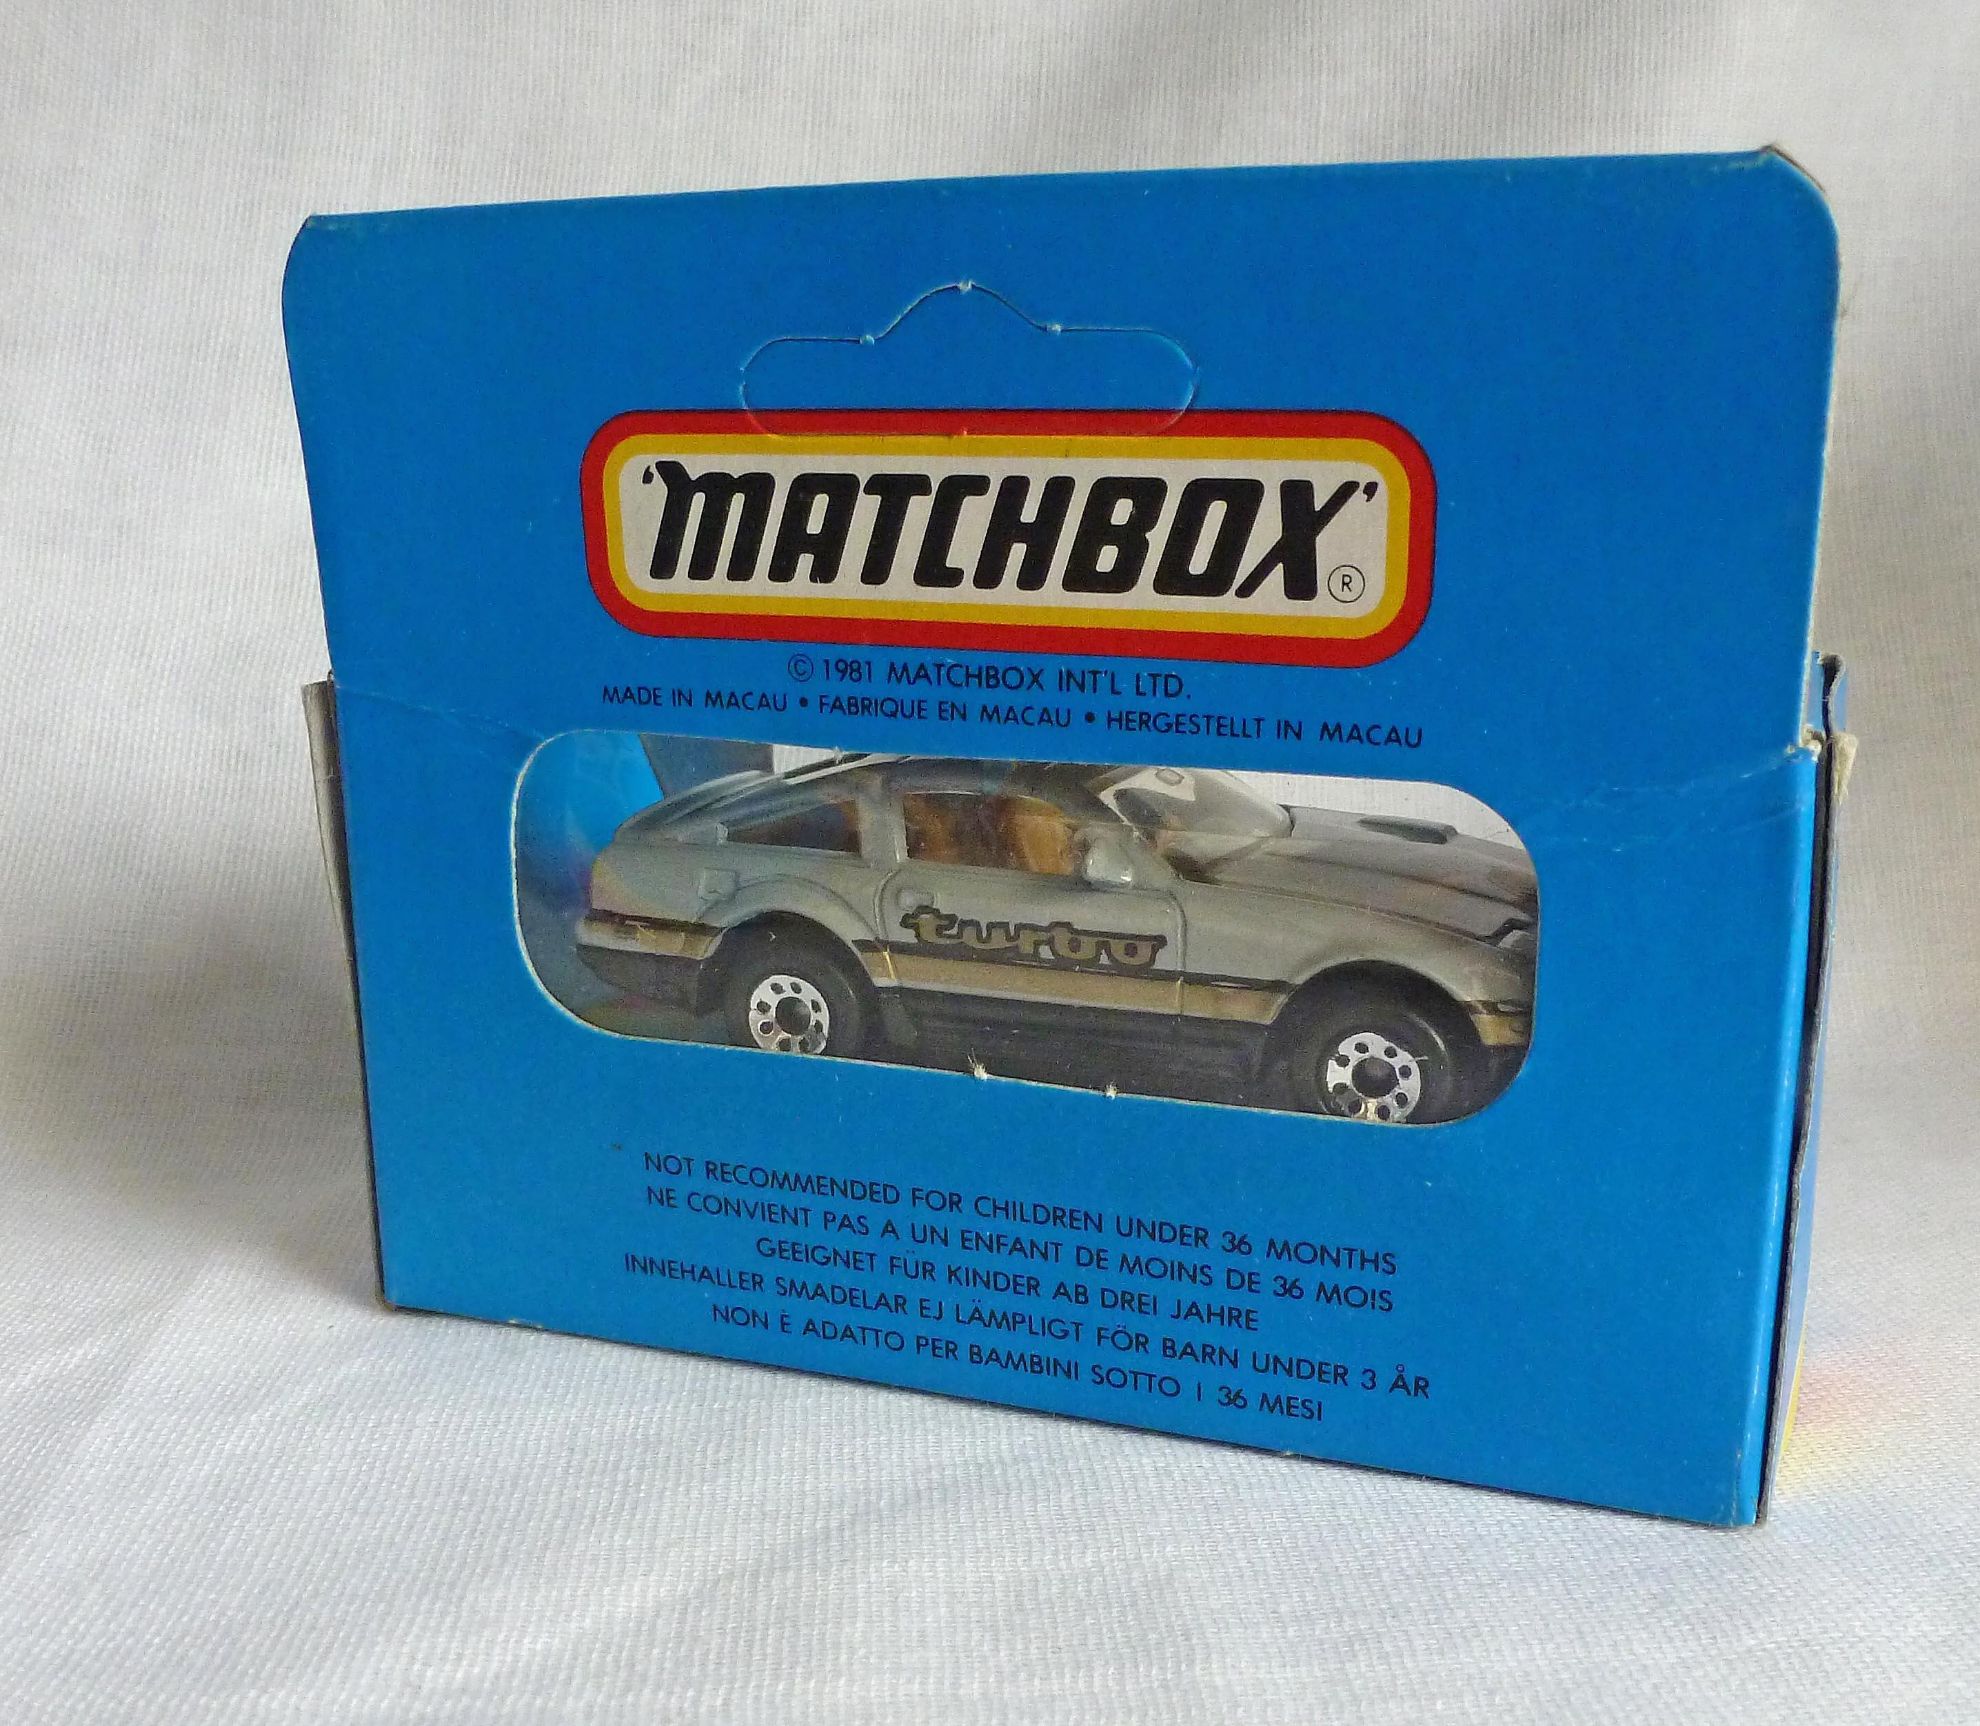 'MATCHBOX' ®
© 1981 MATCHBOX INT'L LTD.
MADE IN MACAU • FABRIQUE EN MACAU • HERGESTELLT IN MACAU
turbo
NOT RECOMMENDED FOR CHILDREN UNDER 36 MONTHS
NE CONVIENT PAS A UN ENFANT DE MOINS DE 36 MOIS
GEEIGNET FÜR KINDER AB DREI JAHRE
INNEHALLER SMADELAR EJ LÄMPLIGT FÖR BARN UNDER 3 ÅR
NON È ADATTO PER BAMBINI SOTTO I 36 MESI